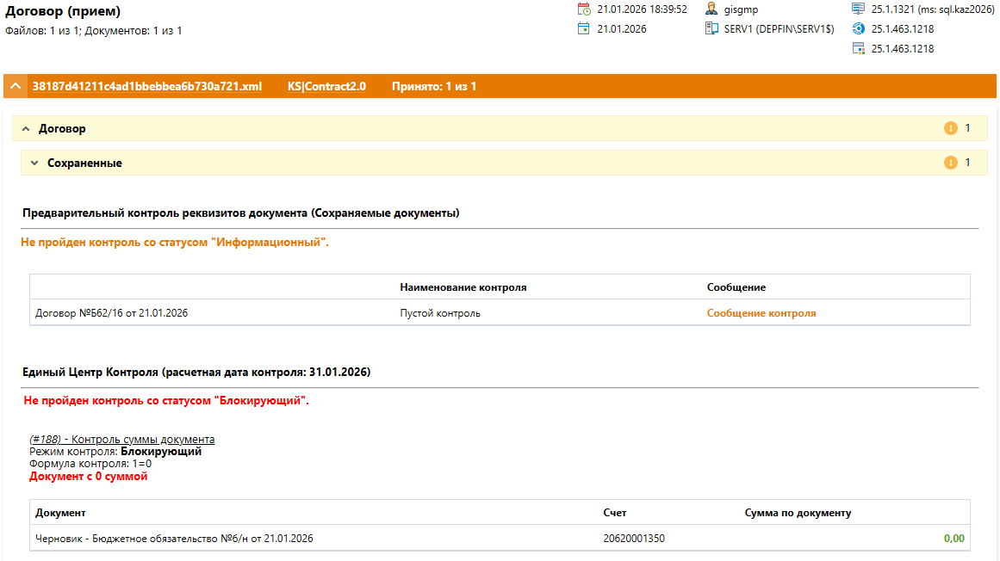 Договор (прием)
Файлов: 1 из 1; Документов: 1 из 1
21.01.2026 18:39:52
21.01.2026
gisgmp
SERV1 (DEPFIN\SERV1$)
25.1.1321 (ms: sql.kaz2026)
25.1.463.1218
25.1.463.1218
38187d41211c4ad1bbebbea6b730a721.xml KS|Contract2.0 Принято: 1 из 1
Договор 1
Сохраненные 1
Предварительный контроль реквизитов документа (Сохраняемые документы)
Не пройден контроль со статусом "Информационный".
Наименование контроля Сообщение
Договор №Б62/16 от 21.01.2026 Пустой контроль Сообщение контроля
Единый Центр Контроля (расчетная дата контроля: 31.01.2026)
Не пройден контроль со статусом "Блокирующий".
(#188) - Контроль суммы документа
Режим контроля: Блокирующий
Формула контроля: 1=0
Документ с 0 суммой
Документ Счет Сумма по документу
Черновик - Бюджетное обязательство №б/н от 21.01.2026 20620001350 0,00